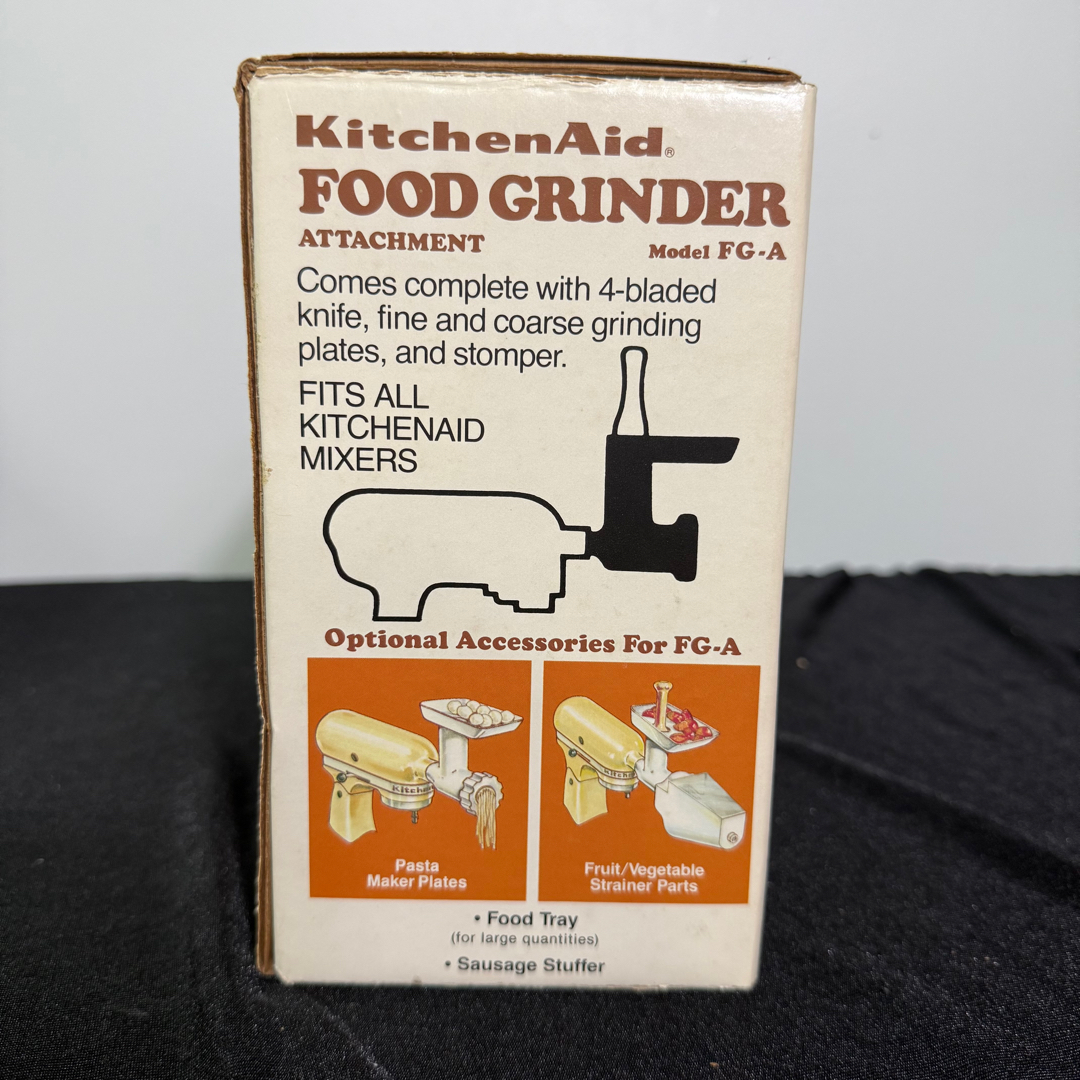 KitchenAid®
FOOD GRINDER
ATTACHMENT Model FG-A
Comes complete with 4-bladed
knife, fine and coarse grinding
plates, and stomper.
FITS ALL
KITCHENAID
MIXERS
Optional Accessories For FG-A
Kitchen
Pasta
Maker Plates
Kitch
Fruit/Vegetable
Strainer Parts
• Food Tray
(for large quantities)
• Sausage Stuffer